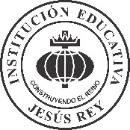 INSTITUCIÓN EDUCATIVA
CONSTRUYENDO EL REINO
JESÚS REY